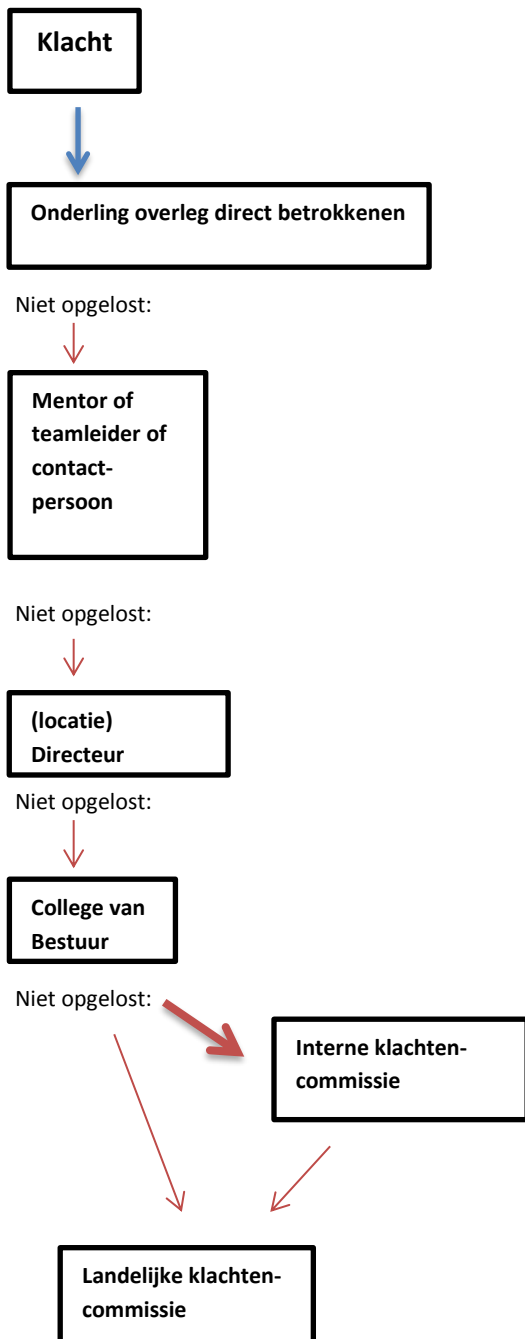 Klacht
Onderling overleg direct betrokkenen
Niet opgelost:
Mentor of
teamleider of
contact-
persoon
Niet opgelost:
(locatie)
Directeur
Niet opgelost:
College van
Bestuur
Niet opgelost:
Interne klachten-
commissie
Landelijke klachten-
commissie